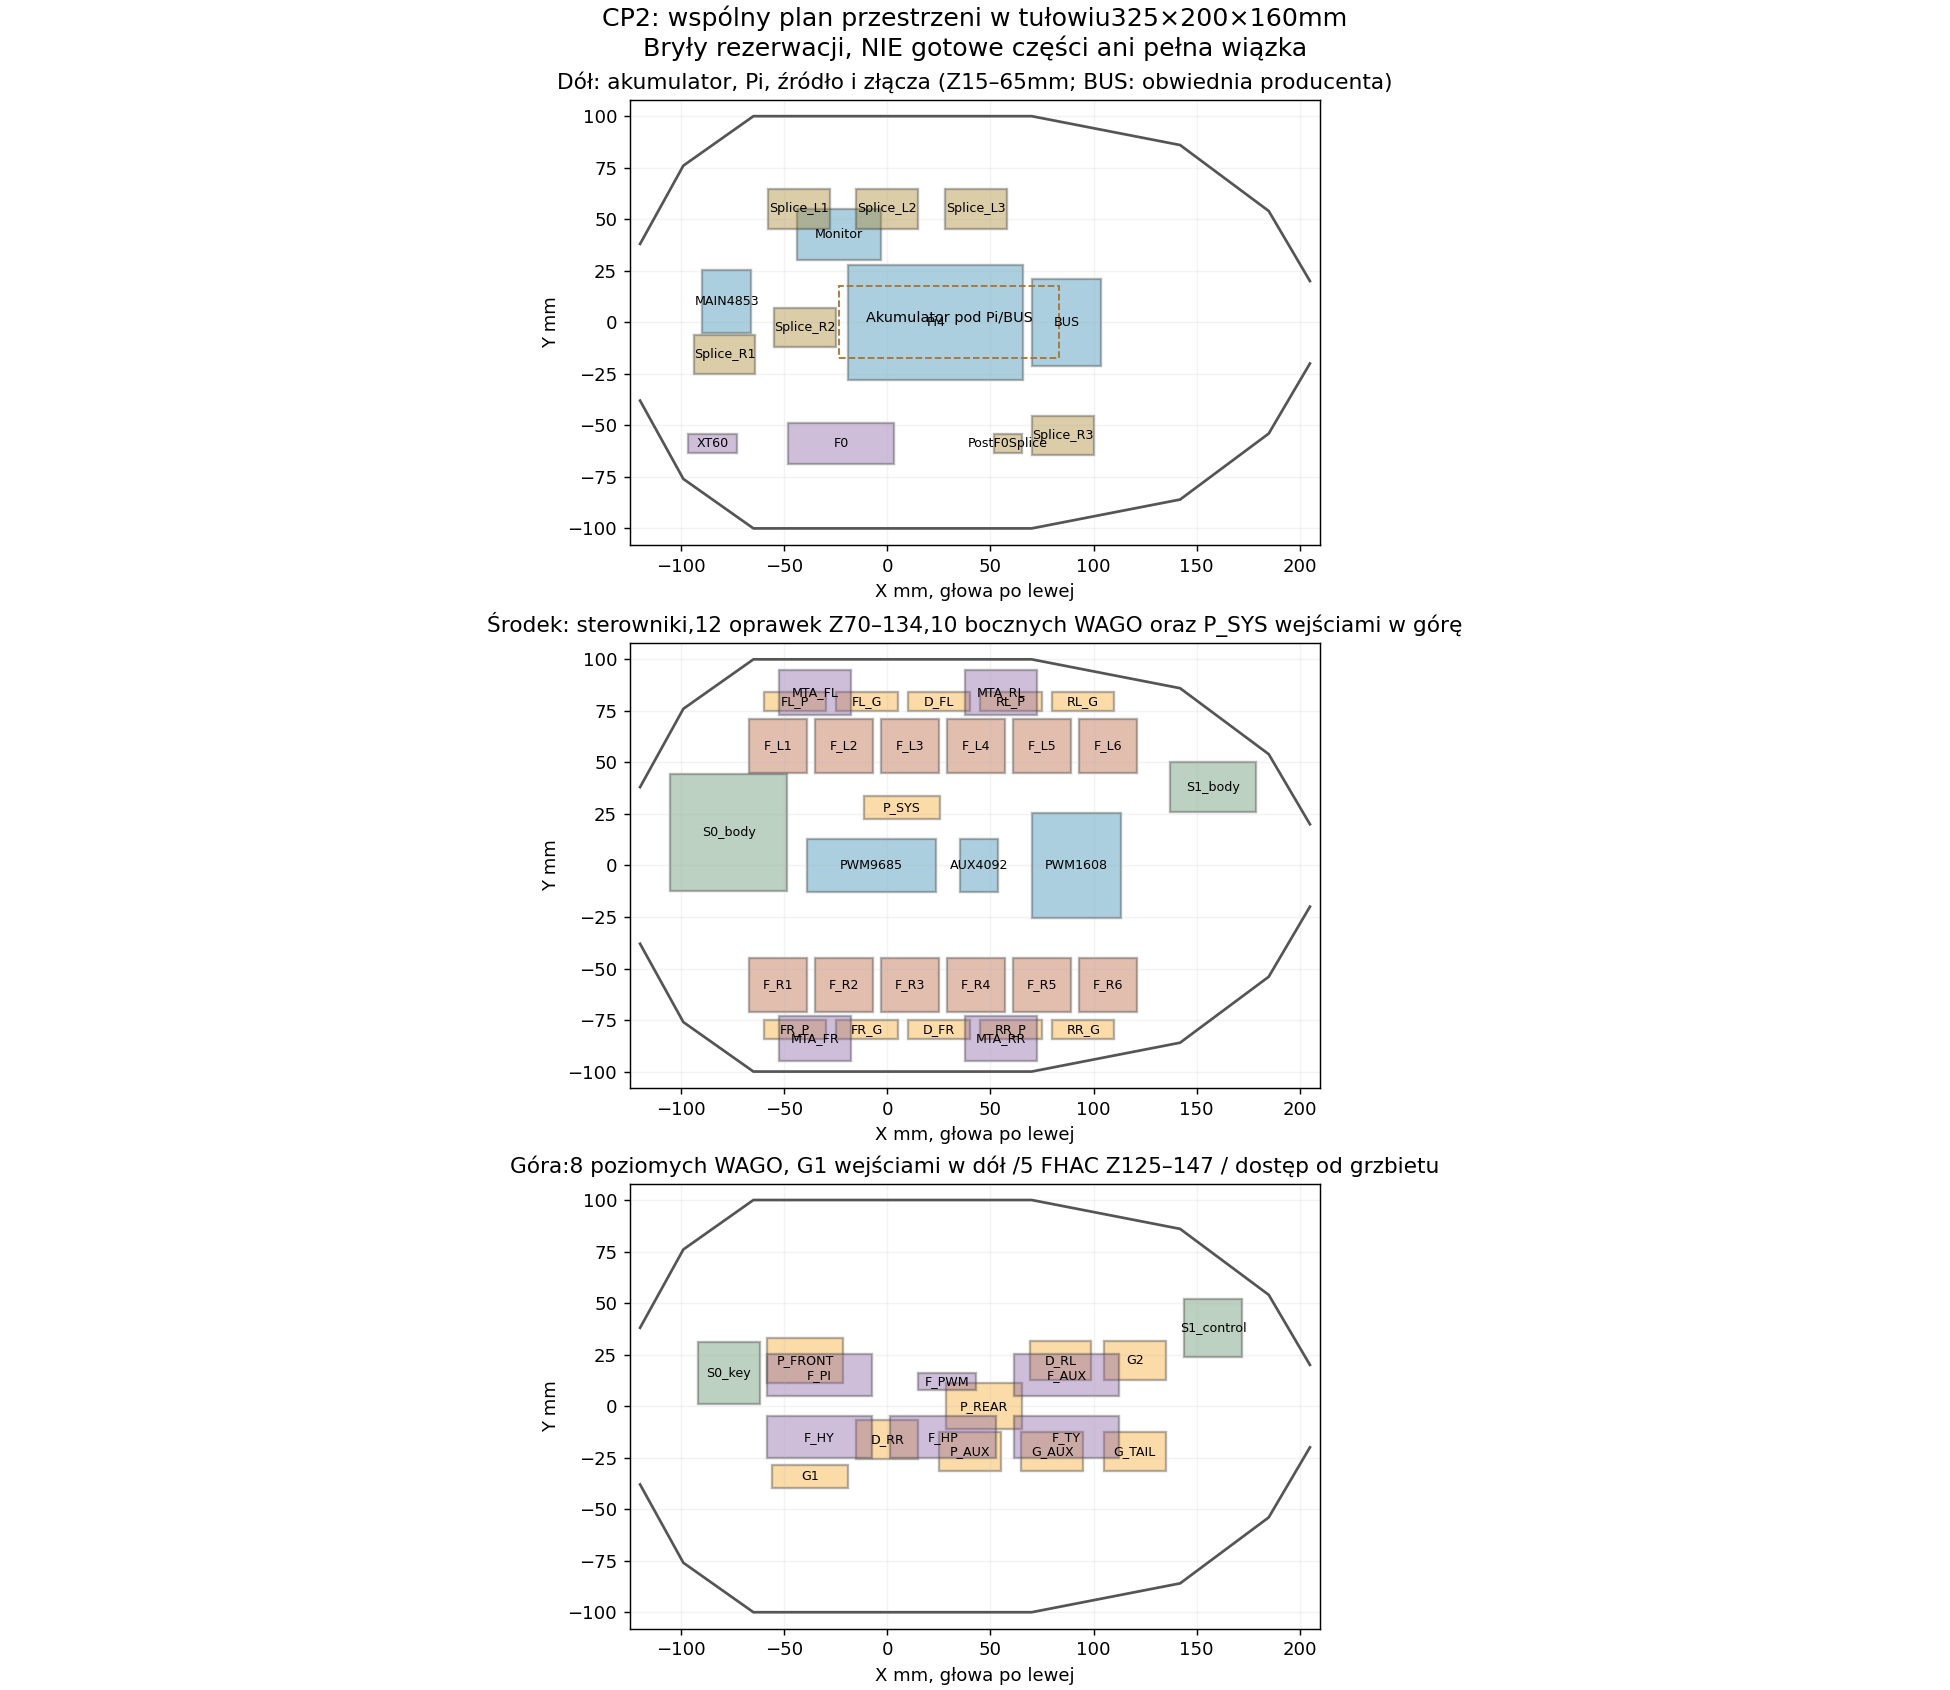 CP2: wspólny plan przestrzeni w tułowiu325×200×160mm
Bryły rezerwacji, NIE gotowe części ani pełna wiązka
Dół: akumulator, Pi, źródło i złącza (Z15–65mm; BUS: obwiednia producenta)
100
75
50
25
0
−25
−50
−75
−100
Y mm
Splice_L1
Splice_L2
Splice_L3
Monitor
MAIN4853
Akumulator pod Pi/BUS
Pi4
BUS
Splice_R2
Splice_R1
XT60
F0
PostF0Splice
Splice_R3
−100
−50
0
50
100
150
200
X mm, głowa po lewej
Środek: sterowniki,12 oprawek Z70–134,10 bocznych WAGO oraz P_SYS wejściami w górę
100
75
50
25
0
−25
−50
−75
−100
Y mm
MTA_FL
MTA_RL
FL_P
FL_G
D_FL
RL_P
RL_G
F_L1
F_L2
F_L3
F_L4
F_L5
F_L6
S1_body
P_SYS
S0_body
PWM9685
AUX4092
PWM1608
F_R1
F_R2
F_R3
F_R4
F_R5
F_R6
FR_P
FR_G
D_FR
RR_P
RR_G
MTA_FR
MTA_RR
−100
−50
0
50
100
150
200
X mm, głowa po lewej
Góra:8 poziomych WAGO, G1 wejściami w dół /5 FHAC Z125–147 / dostęp od grzbietu
100
75
50
25
0
−25
−50
−75
−100
Y mm
S1_control
P_FRONT
D_RL
G2
S0_key
F_PI
F_AUX
F_PWM
P_REAR
F_HY
D_RR
F_HP
F_TY
P_AUX
G_AUX
G_TAIL
G1
−100
−50
0
50
100
150
200
X mm, głowa po lewej